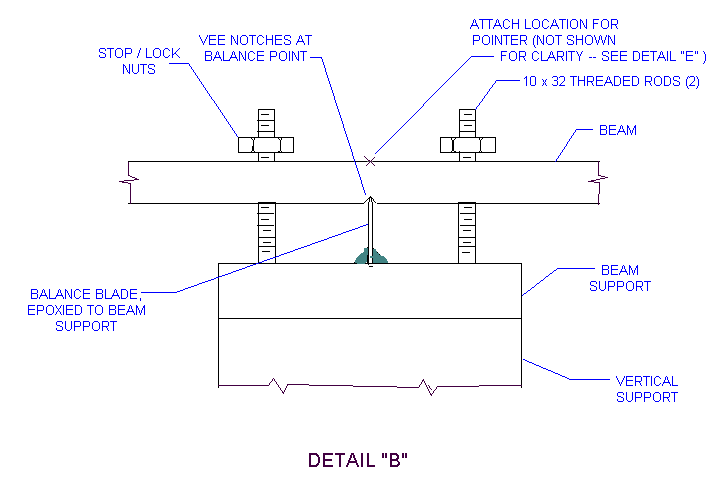 ATTACH LOCATION FOR
POINTER (NOT SHOWN
FOR CLARITY -- SEE DETAIL "E" )
VEE NOTCHES AT
BALANCE POINT
STOP / LOCK
NUTS
10 x 32 THREADED RODS (2)
BEAM
BEAM
SUPPORT
BALANCE BLADE,
EPOXIED TO BEAM
SUPPORT
VERTICAL
SUPPORT
DETAIL "B"